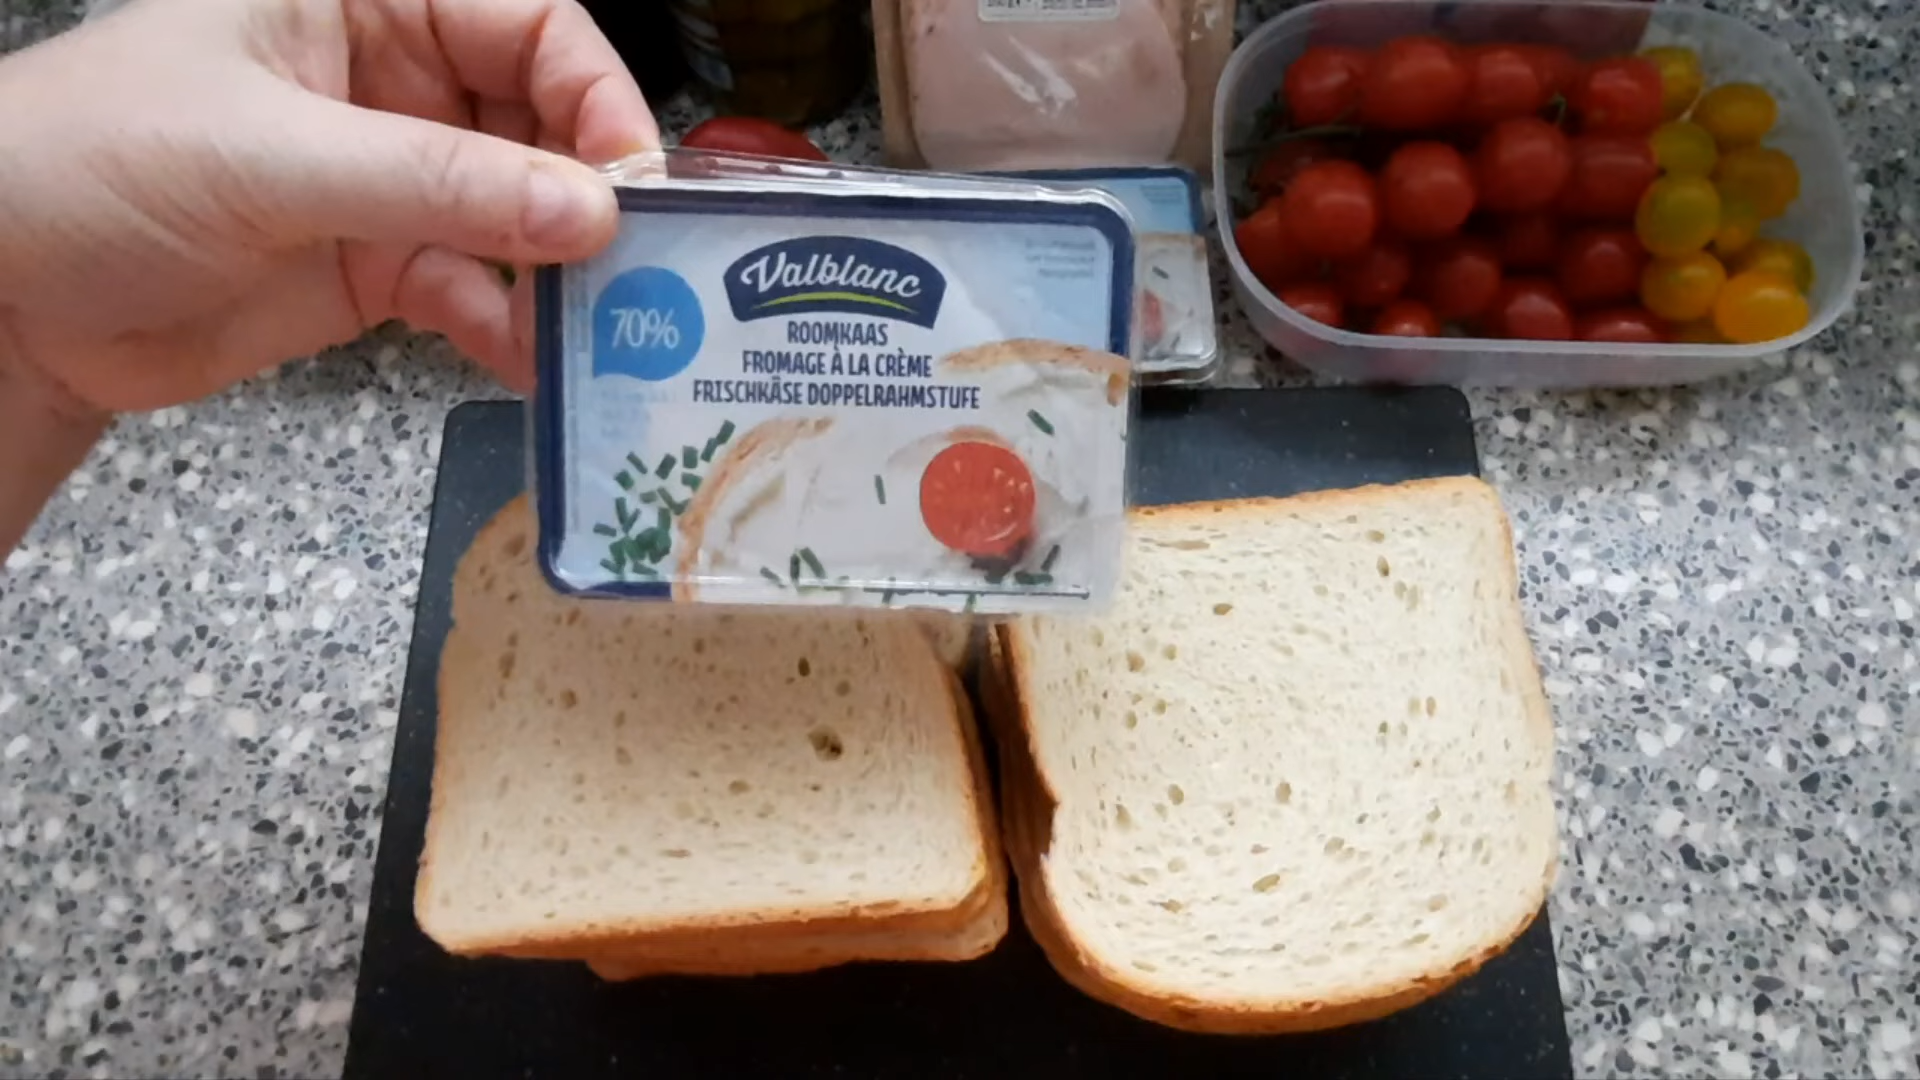 Valblanc
70%
ROOMKAAS
FROMAGE À LA CRÈME
FRISCHKÄSE DOPPELRAHMSTUFE